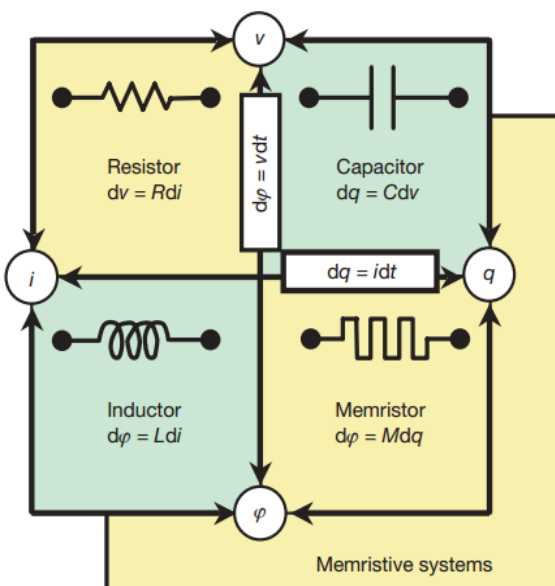 v
Resistor
dv = Rdi
Capacitor
dq = Cdv
dφ = vdt
i
dq = idt
q
Inductor
dφ = Ldi
Memristor
dφ = Mdq
φ
Memristive systems